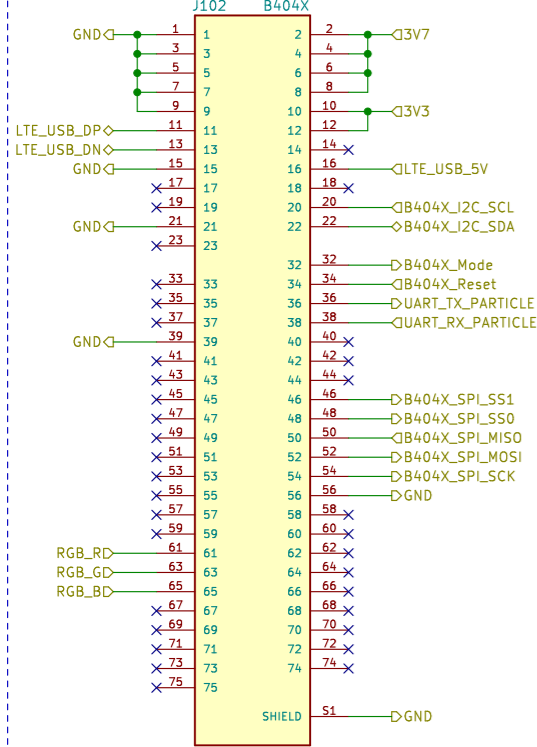 J102 B404X
GND 1 1 2 2 3V7
3 3 4 4
5 5 6 6
7 7 8 8
9 9 10 10 3V3
LTE_USB_DP 11 11 12 12
LTE_USB_DN 13 13 14 14
GND 15 15 16 16 LTE_USB_5V
17 17 18 18
19 19 20 20 B404X_I2C_SCL
GND 21 21 22 22 B404X_I2C_SDA
23 23
32 32 B404X_Mode
33 33 34 34 B404X_Reset
35 35 36 36 UART_TX_PARTICLE
37 37 38 38 UART_RX_PARTICLE
GND 39 39 40 40
41 41 42 42
43 43 44 44
45 45 46 46 B404X_SPI_SS1
47 47 48 48 B404X_SPI_SS0
49 49 50 50 B404X_SPI_MISO
51 51 52 52 B404X_SPI_MOSI
53 53 54 54 B404X_SPI_SCK
55 55 56 56 GND
57 57 58 58
59 59 60 60
RGB_R 61 61 62 62
RGB_G 63 63 64 64
RGB_B 65 65 66 66
67 67 68 68
69 69 70 70
71 71 72 72
73 73 74 74
75 75
SHIELD S1 GND